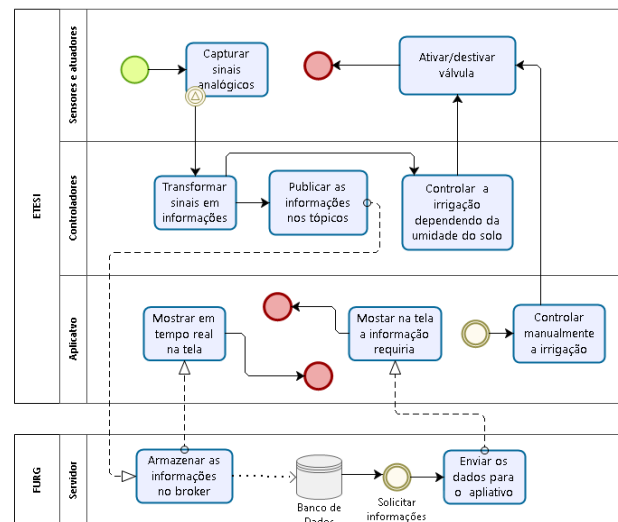 ETESI
Sensores e atuadores
Capturar
sinais
analógicos
Ativar/destivar
válvula
Controladores
Transformar
sinais em
informações
Publicar as
informações
nos tópicos
Controlar a
irrigação
dependendo da
umidade do solo
Aplicatvo
Mostrar em
tempo real
na tela
Mostar na tela
a informação
requiria
Controlar
manualmente
a irrigação
FURG
Servidor
Armazenar as
informações
no broker
Banco de
Dados
Solicitar
informações
Enviar os
dados para
o apliativo